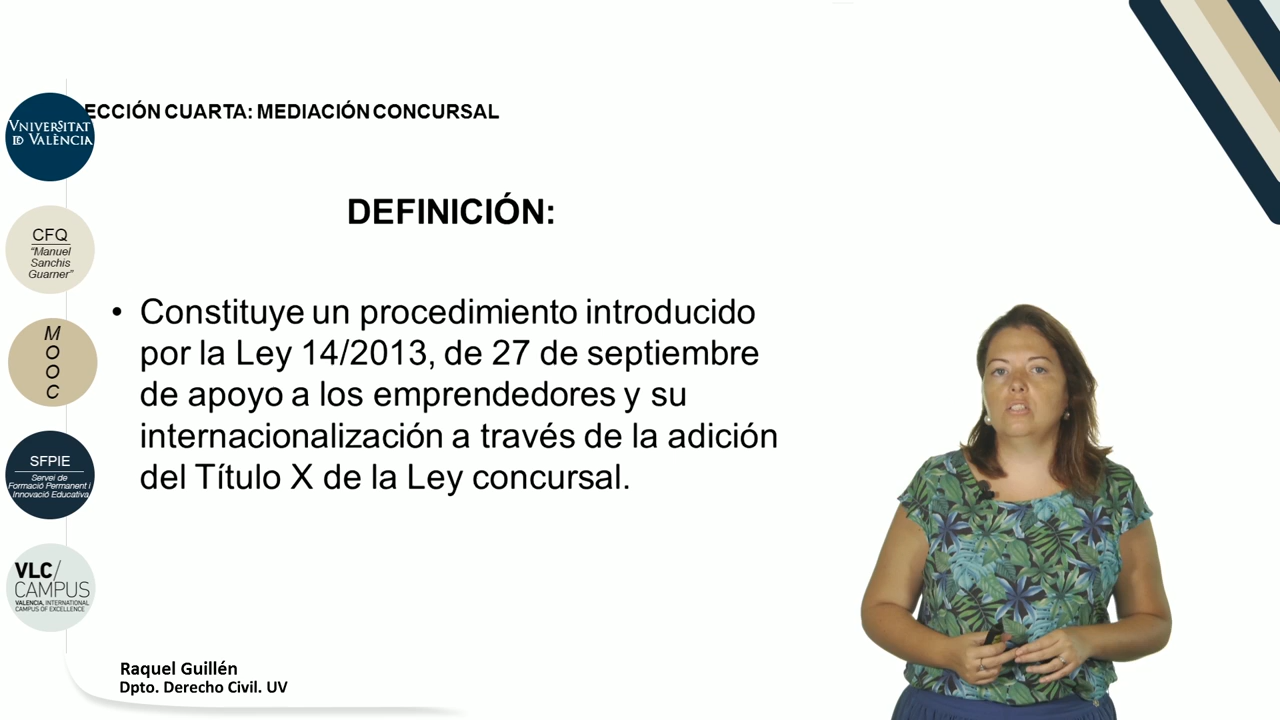 ECCIÓN CUARTA: MEDIACIÓN CONCURSAL
VNIVERSITAT
DE VALÈNCIA
DEFINICIÓN:
CFQ
“Manuel
Sanchis
Guarner”
• Constituye un procedimiento introducido
por la Ley 14/2013, de 27 de septiembre
de apoyo a los emprendedores y su
internacionalización a través de la adición
del Título X de la Ley concursal.
M
O
O
C
SFPIE
Servei de
Formació Permanent i
Innovació Educativa
VLC/
CAMPUS
VALENCIA, INTERNATIONAL
CAMPUS OF EXCELLENCE
Raquel Guillén
Dpto. Derecho Civil. UV